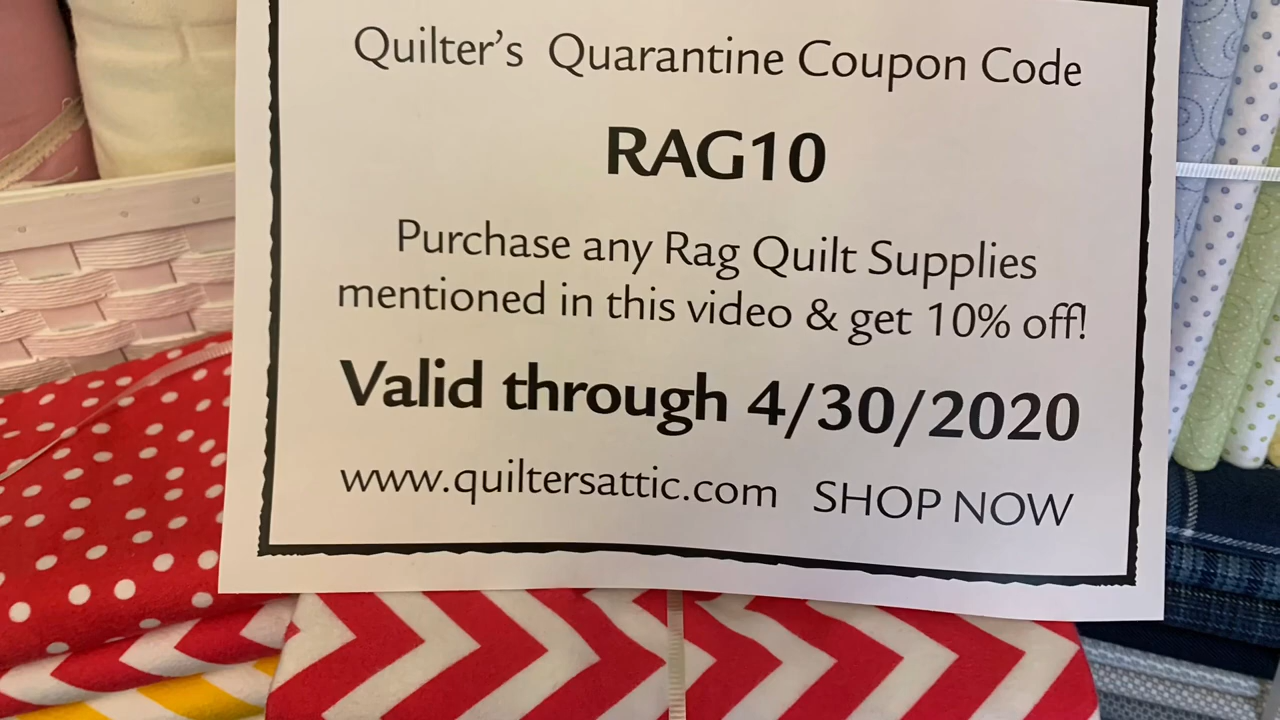 Quilter's Quarantine Coupon Code
RAG10
Purchase any Rag Quilt Supplies
mentioned in this video & get 10% off!
Valid through 4/30/2020
www.quiltersattic.com SHOP NOW